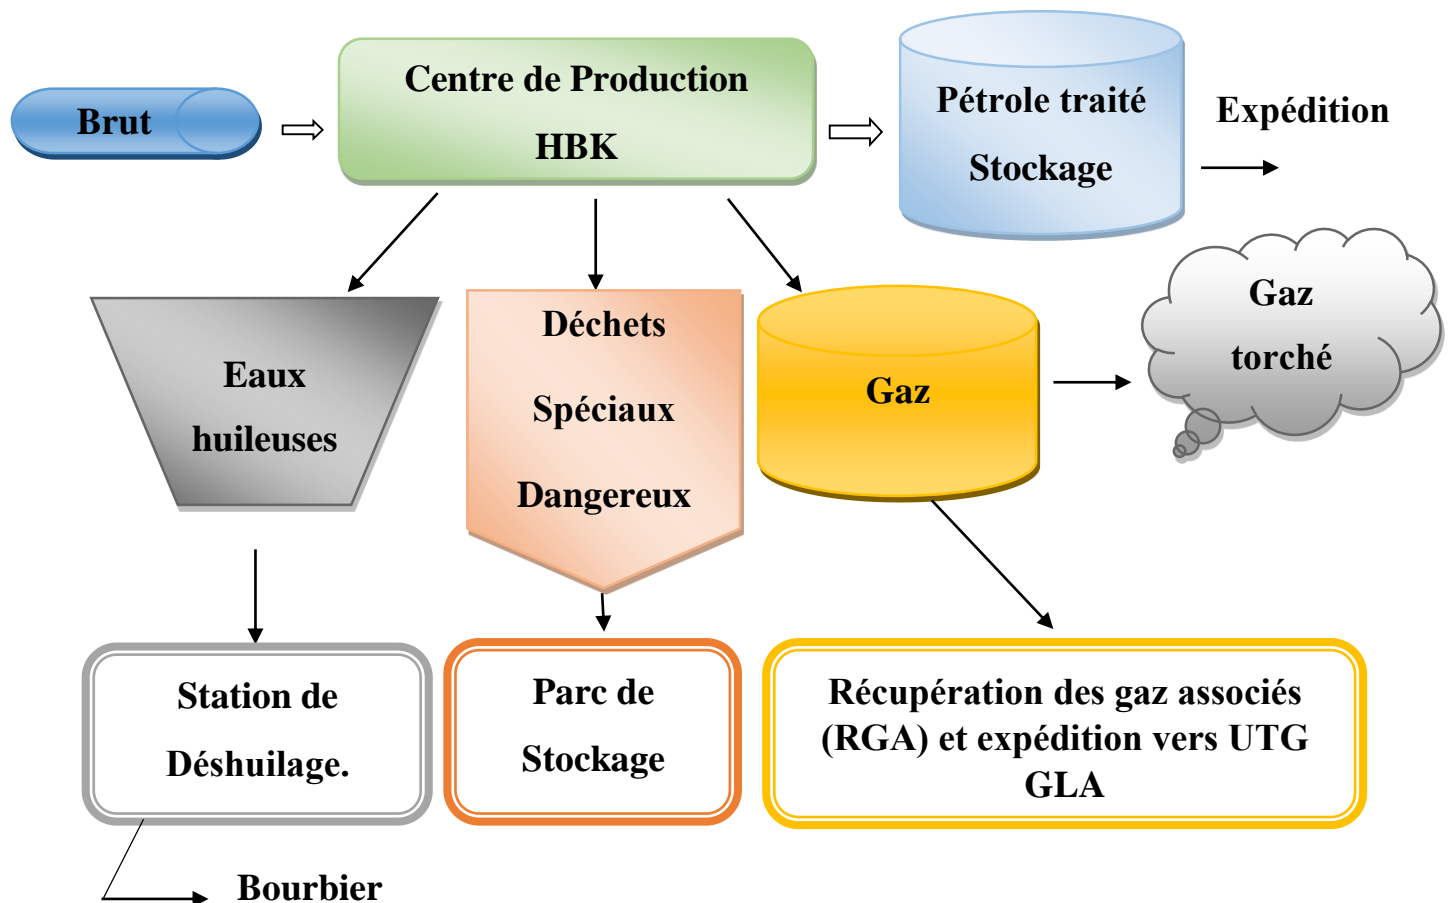 Brut
Centre de Production
HBK
Pétrole traité
Stockage
Expédition
Eaux
huileuses
Déchets
Spéciaux
Dangereux
Gaz
Gaz
torché
Station de
Déshuilage.
Parc de
Stockage
Récupération des gaz associés
(RGA) et expédition vers UTG
GLA
Bourbier